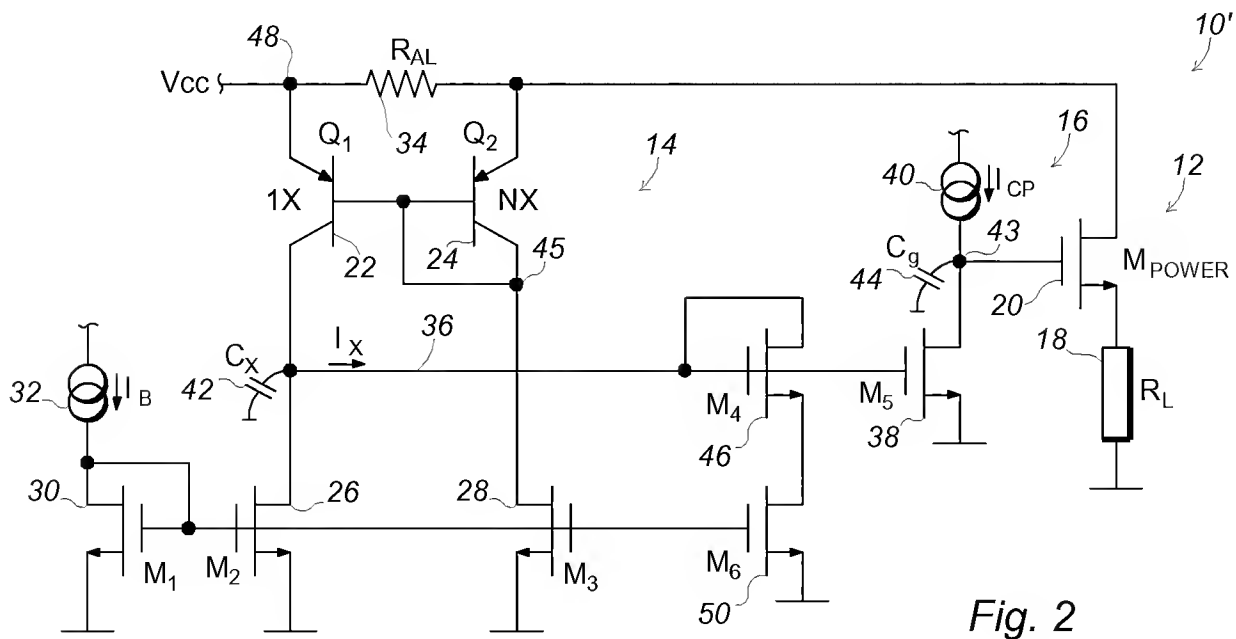 10'
48
RAL
Vcc
34
Q1
Q2
14
16
12
1X
NX
40
ICP
22
24
45
43
Cg
44
MPOWER
20
CX
IX
36
18
42
32
IB
M4
M5
RL
46
38
30
26
28
M1
M2
M3
M6
50
Fig. 2